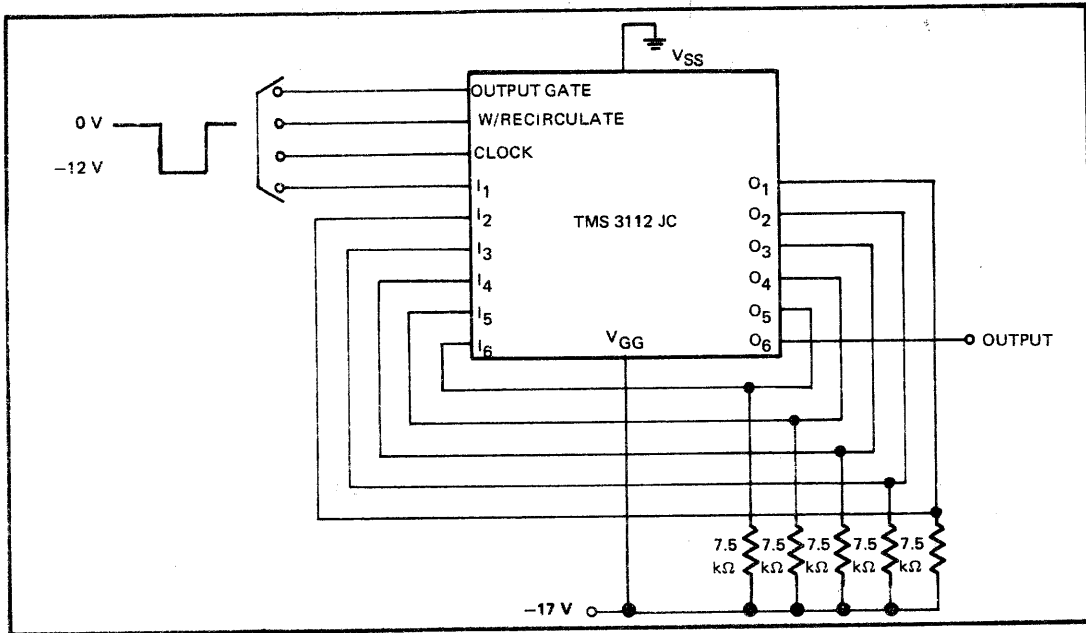 VSS
OUTPUT GATE
0 V
W/RECIRCULATE
−12 V
CLOCK
I1
O1
I2
TMS 3112 JC
O2
I3
O3
I4
O4
I5
O5
I6
VGG
O6
OUTPUT
7.5 7.5 7.5 7.5 7.5
kΩ kΩ kΩ kΩ kΩ
−17 V